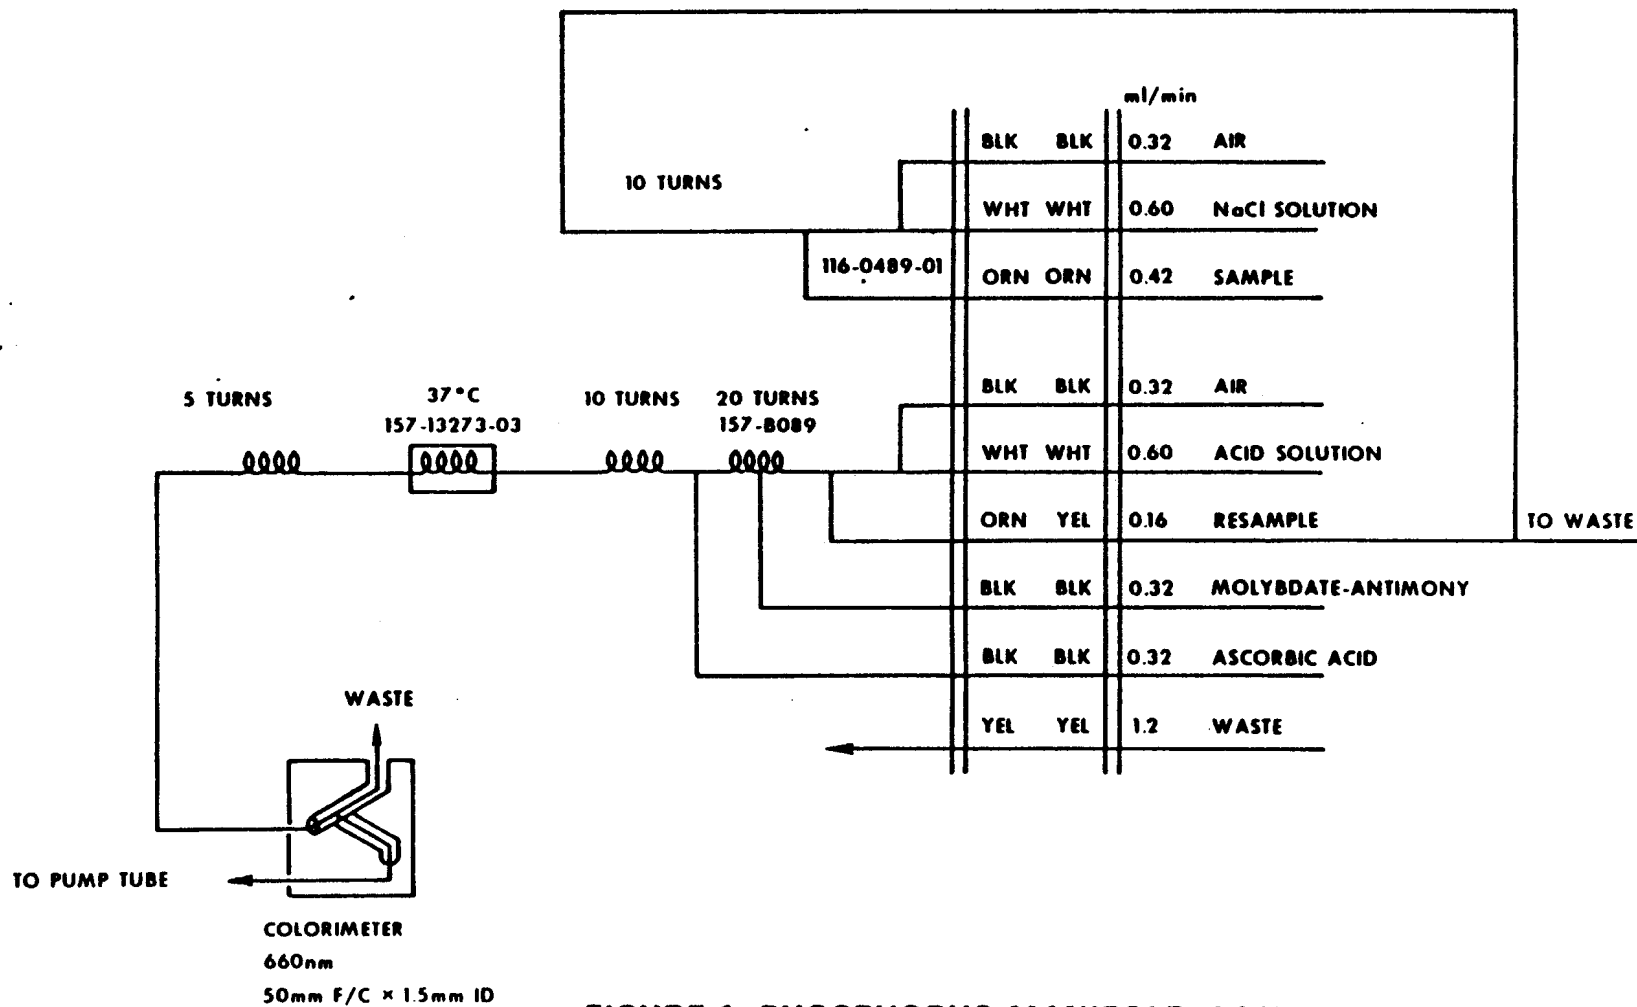 ml/min
BLK BLK 0.32 AIR
10 TURNS
WHT WHT 0.60 NaCl SOLUTION
116-0489-01
ORN ORN 0.42 SAMPLE
BLK BLK 0.32 AIR
5 TURNS
37°C
157-13273-03
10 TURNS
20 TURNS
157-B089
WHT WHT 0.60 ACID SOLUTION
ORN YEL 0.16 RESAMPLE
TO WASTE
BLK BLK 0.32 MOLYBDATE-ANTIMONY
BLK BLK 0.32 ASCORBIC ACID
YEL YEL 1.2 WASTE
WASTE
TO PUMP TUBE
COLORIMETER
660nm
50mm F/C × 1.5mm ID